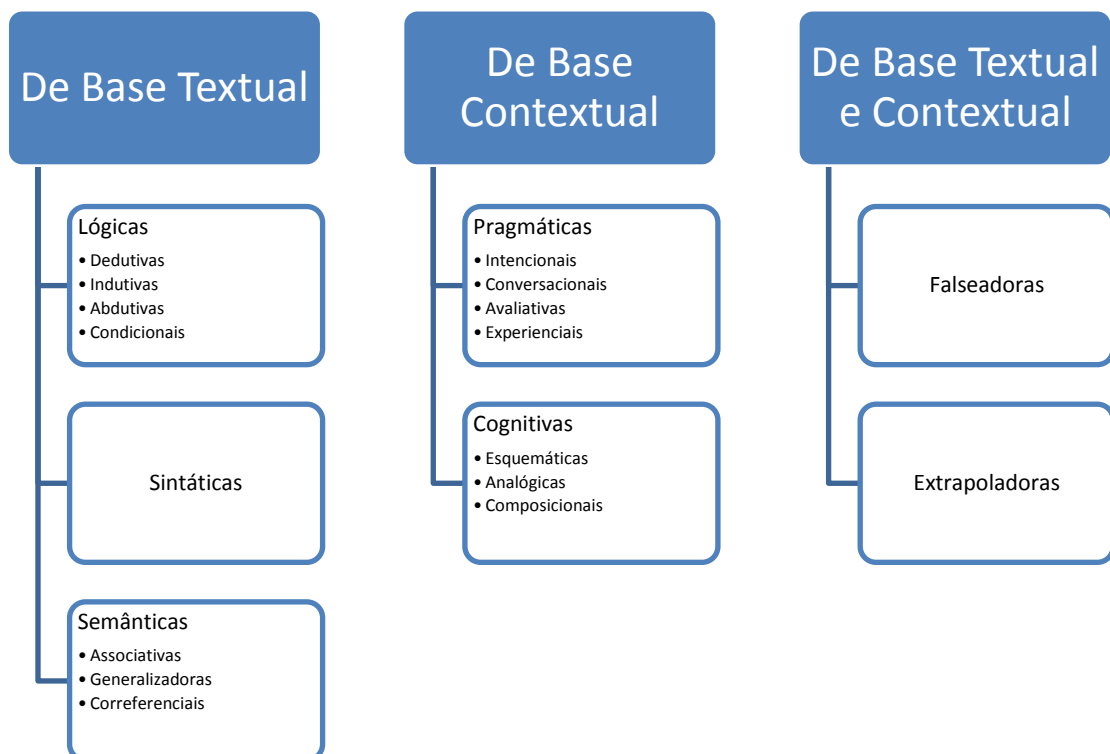 De Base Textual
Lógicas
• Dedutivas
• Indutivas
• Abdutivas
• Condicionais
Sintáticas
Semânticas
• Associativas
• Generalizadoras
• Correferenciais
De Base
Contextual
Pragmáticas
• Intencionais
• Conversacionais
• Avaliativas
• Experienciais
Cognitivas
• Esquemáticas
• Analógicas
• Composicionais
De Base Textual
e Contextual
Falseadoras
Extrapoladoras